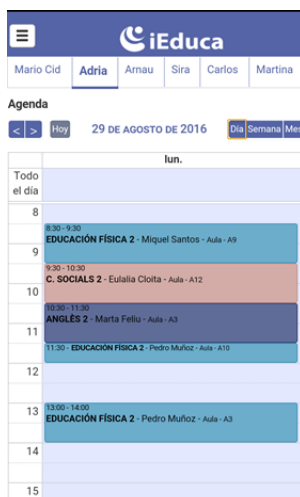 iEduca
Mario Cid Adria Arnau Sira Carlos Martina
Agenda
< > Hoy 29 DE AGOSTO DE 2016 Día Semana Mes
lun.
Todo
el día
8
8:30 - 9:30
EDUCACIÓN FÍSICA 2 - Miquel Santos - Aula - A9
9
9:30 - 10:30
C. SOCIALS 2 - Eulalia Cloita - Aula - A12
10
10:30 - 11:30
ANGLÈS 2 - Marta Feliu - Aula - A3
11
11:30 - EDUCACIÓN FÍSICA 2 - Pedro Muñoz - Aula - A10
12
13
13:00 - 14:00
EDUCACIÓN FÍSICA 2 - Pedro Muñoz - Aula - A3
14
15